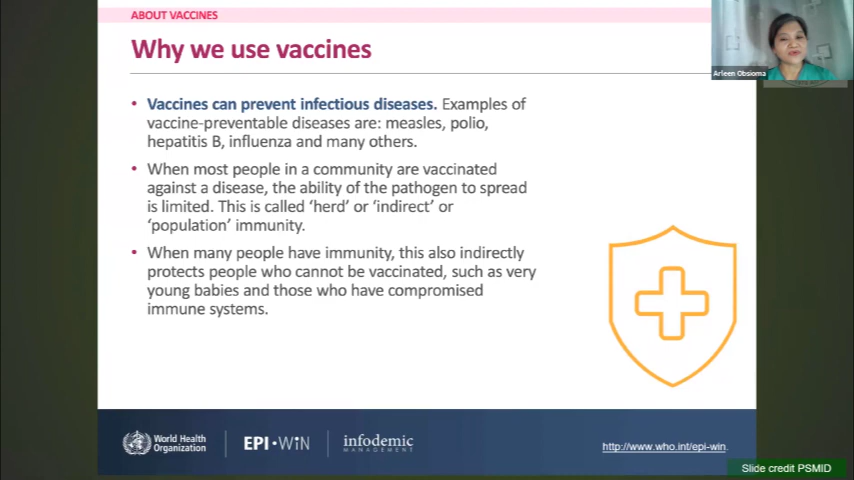 ABOUT VACCINES
Why we use vaccines
Arleen Obsioma
• Vaccines can prevent infectious diseases. Examples of
vaccine-preventable diseases are: measles, polio,
hepatitis B, influenza and many others.
• When most people in a community are vaccinated
against a disease, the ability of the pathogen to spread
is limited. This is called ‘herd’ or ‘indirect’ or
‘population’ immunity.
• When many people have immunity, this also indirectly
protects people who cannot be vaccinated, such as very
young babies and those who have compromised
immune systems.
World Health
Organization
EPI•WiN
infodemic
MANAGEMENT
http://www.who.int/epi-win.
Slide credit PSMID